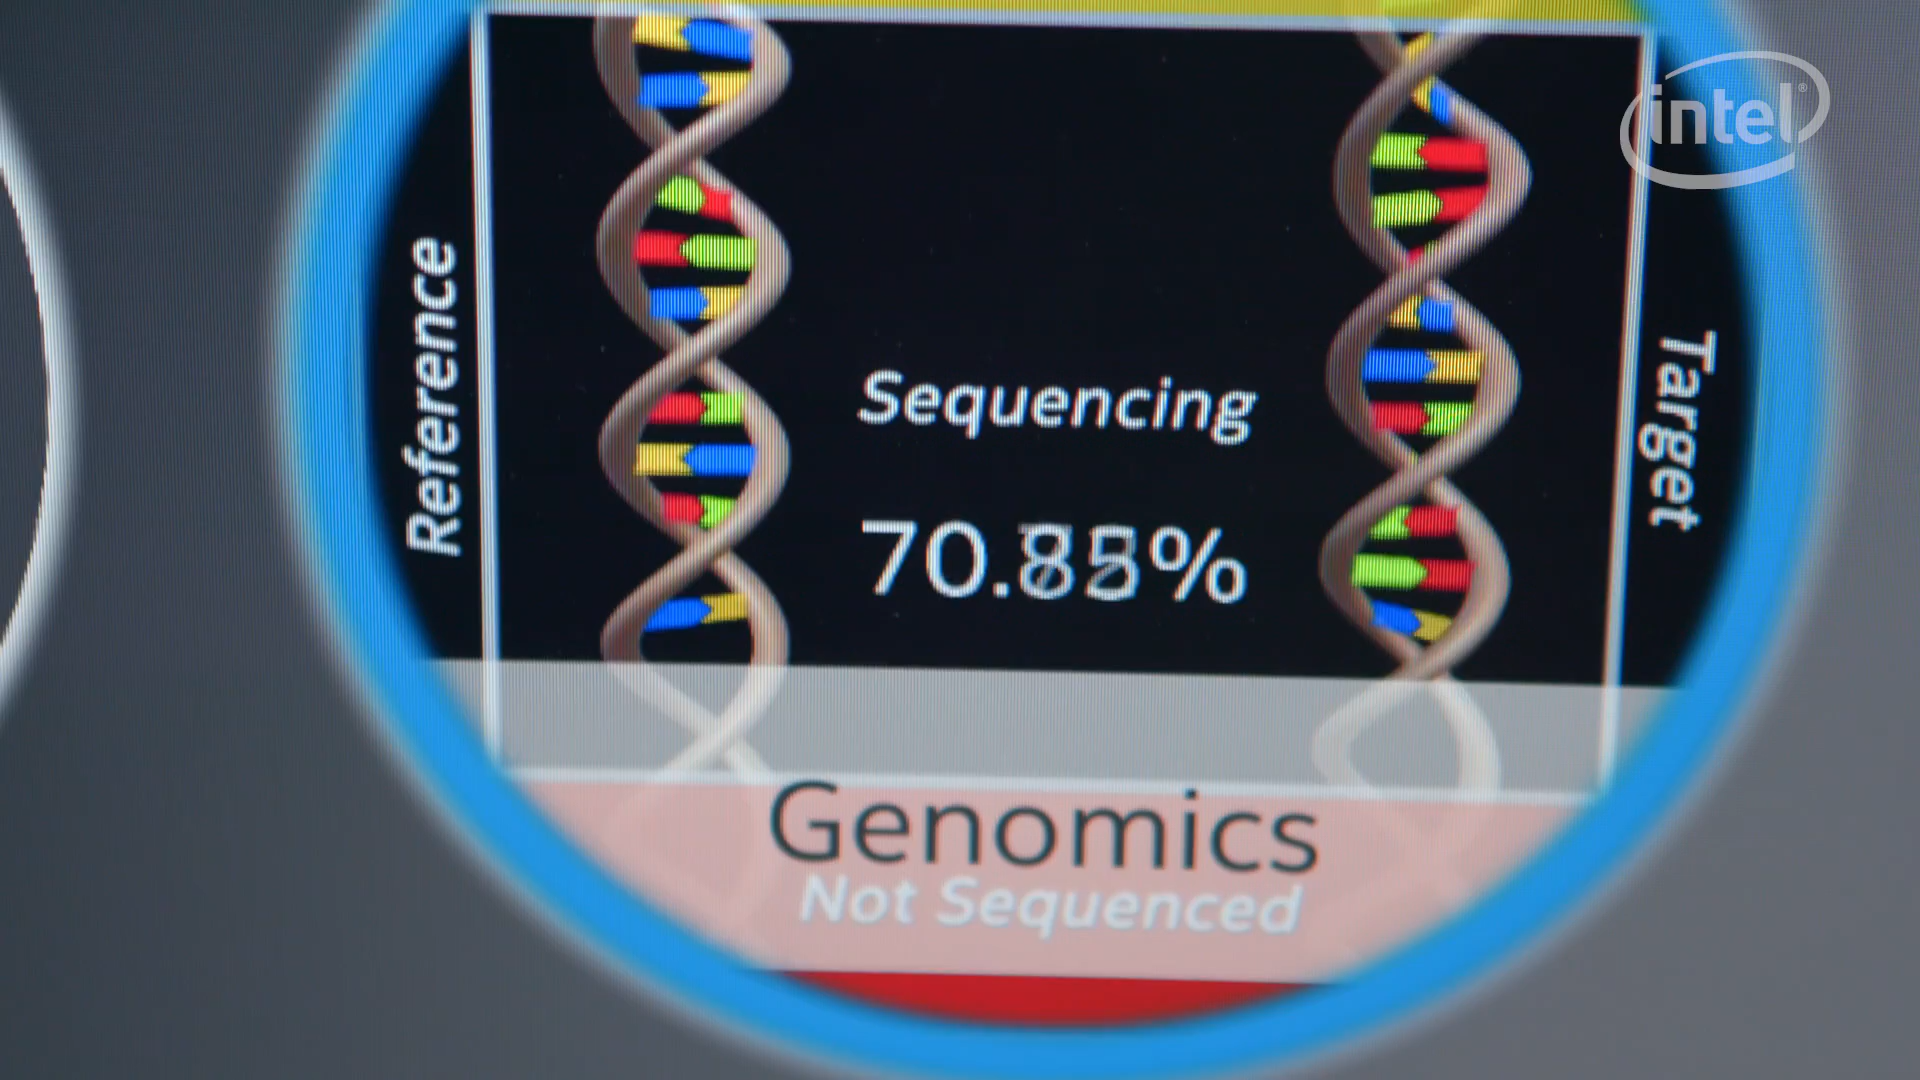 intel
Reference
Target
Sequencing
Genomics
Not Sequenced